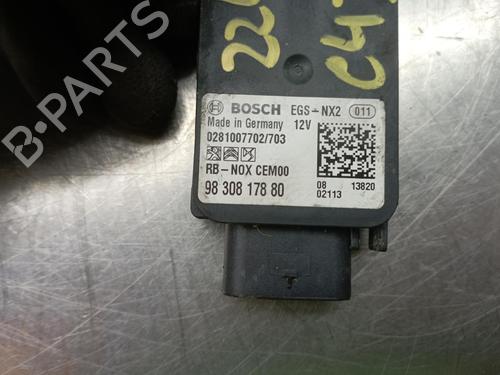 BOSCH EGS-NX2 011
Made in Germany 12V
0281007702/703
RB-NOX CEM00
98 308 178 80
08 13820
02113
B-PARTS